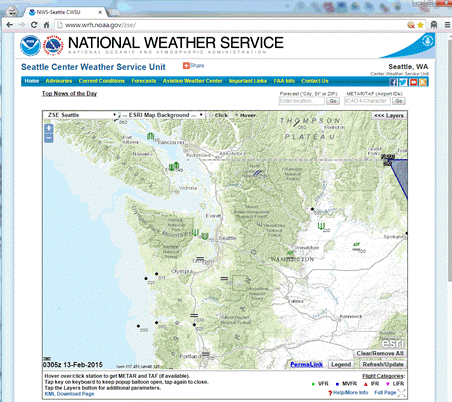 NWS-Seattle CWSU
www.wrh.noaa.gov/zse/
NATIONAL WEATHER SERVICE
NATIONAL OCEANIC AND ATMOSPHERIC ADMINISTRATION
Seattle Center Weather Service Unit
Share
Seattle, WA
Center Weather Service Unit
Home Advisories Current Conditions Forecasts Aviation Weather Center Important Links FAA Info Contact Us
Top News of the Day
Forecast ("City, St" or ZIP):
METAR/TAF (Airport IDs):
Enter location... Go
ICAO 4-Character Go
ZSE Seattle
--- ESRI Map Background ---
Click Hover
<<< Layers
THOMPSON
PLATEAU
Vancouver
Richmond
Victoria
Everett
Seattle
Tacoma
Olympia
Wenatchee
WASHINGTON
Spokane
esri
Clear/Remove All
0305z 13-Feb-2015
PermaLink Legend Refresh/Update
Hover over/click station to get METAR and TAF (if available).
Tap key on keyboard to keep popup balloon open, tap again to close.
Tap the Layers button for additional parameters.
KML Download Page
Flight Categories:
VFR MVFR IFR LIFR
Help/More Info Full Page